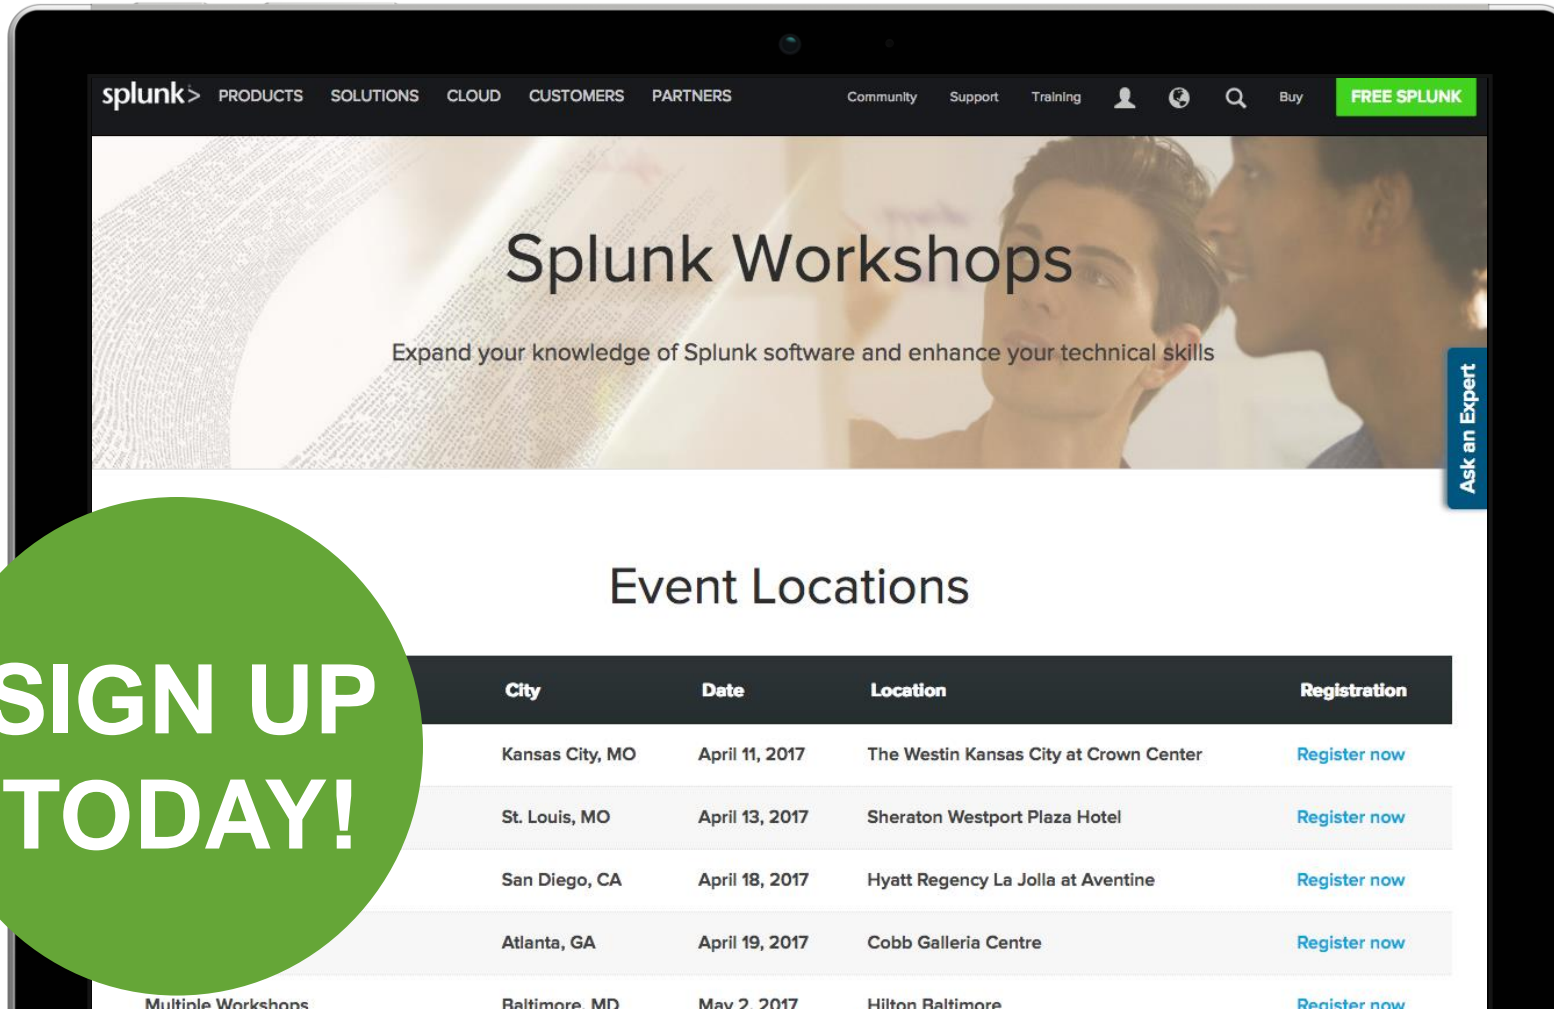 splunk> PRODUCTS SOLUTIONS CLOUD CUSTOMERS PARTNERS Community Support Training Buy FREE SPLUNK
Splunk Workshops
Expand your knowledge of Splunk software and enhance your technical skills
Ask an Expert
Event Locations
SIGN UP
TODAY!
City Date Location Registration
Kansas City, MO April 11, 2017 The Westin Kansas City at Crown Center Register now
St. Louis, MO April 13, 2017 Sheraton Westport Plaza Hotel Register now
San Diego, CA April 18, 2017 Hyatt Regency La Jolla at Aventine Register now
Atlanta, GA April 19, 2017 Cobb Galleria Centre Register now
Multiple Workshops Baltimore, MD May 2, 2017 Hilton Baltimore Register now